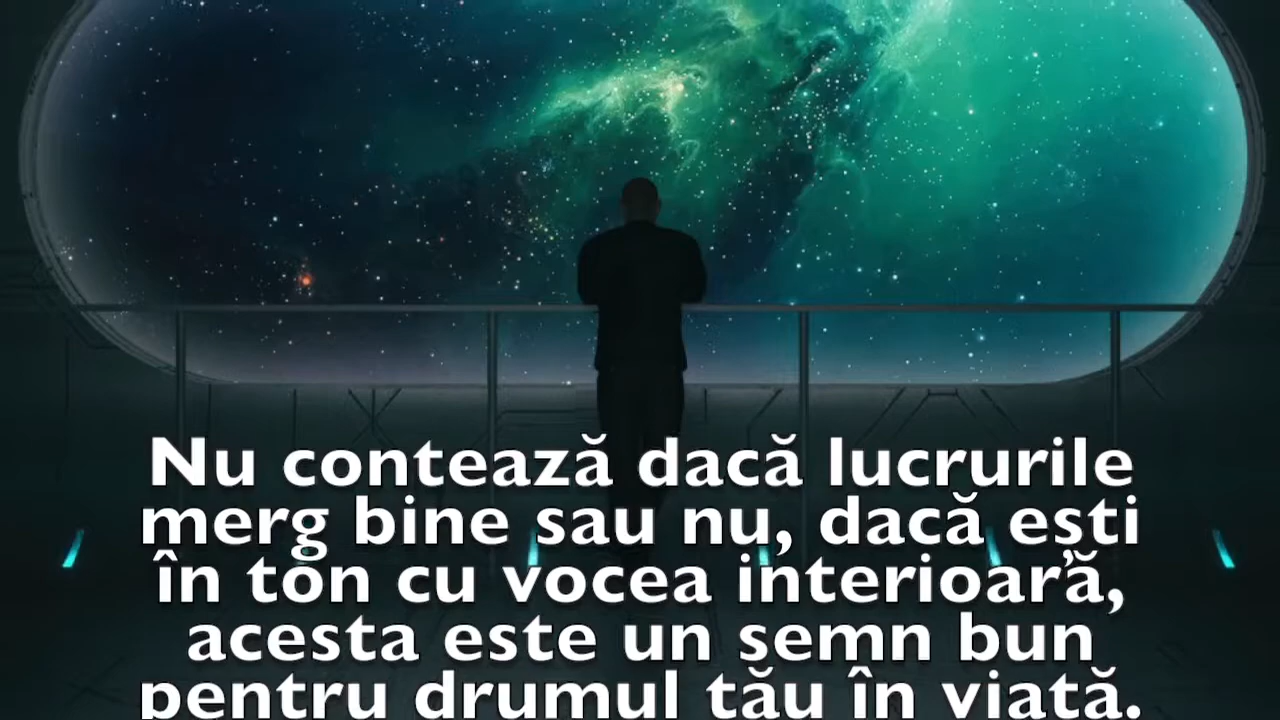 Nu contează dacă lucrurile
merg bine sau nu, dacă ești
în ton cu vocea interioară,
acesta este un semn bun
pentru drumul tău în viață.